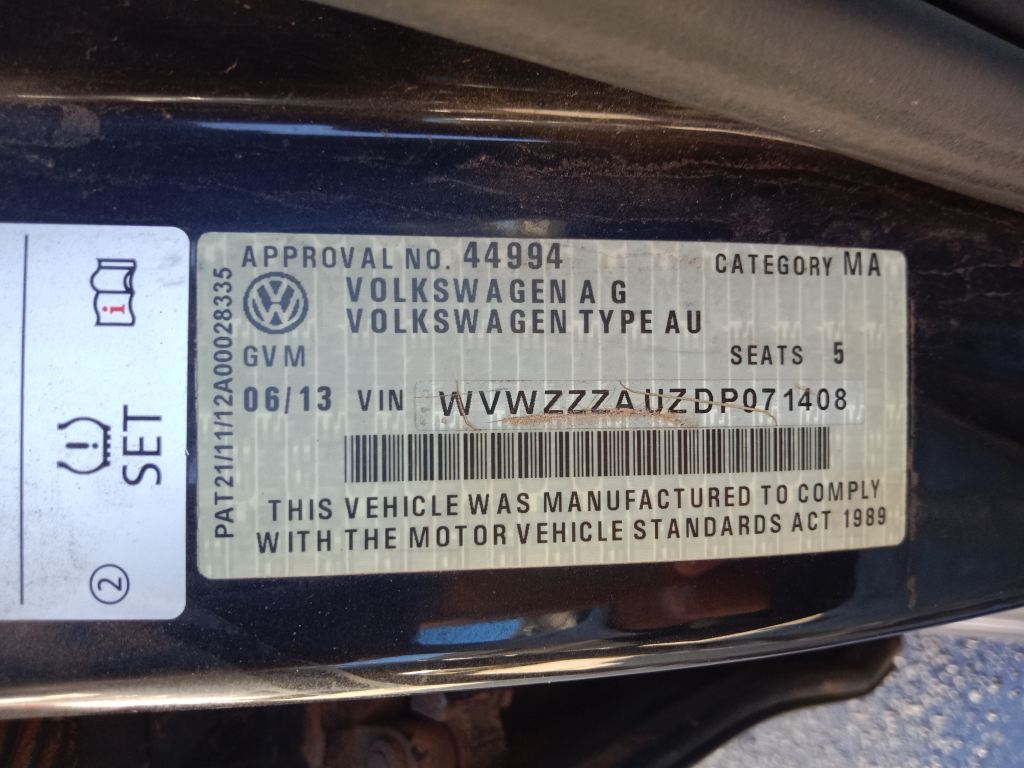 APPROVAL NO. 44994
CATEGORY MA
VOLKSWAGEN A G
VOLKSWAGEN TYPE AU
GVM
SEATS 5
06/13 VIN WVWZZZAUZDP071408
THIS VEHICLE WAS MANUFACTURED TO COMPLY
WITH THE MOTOR VEHICLE STANDARDS ACT 1989
PAT21/11/12A00028335
i
SET
2